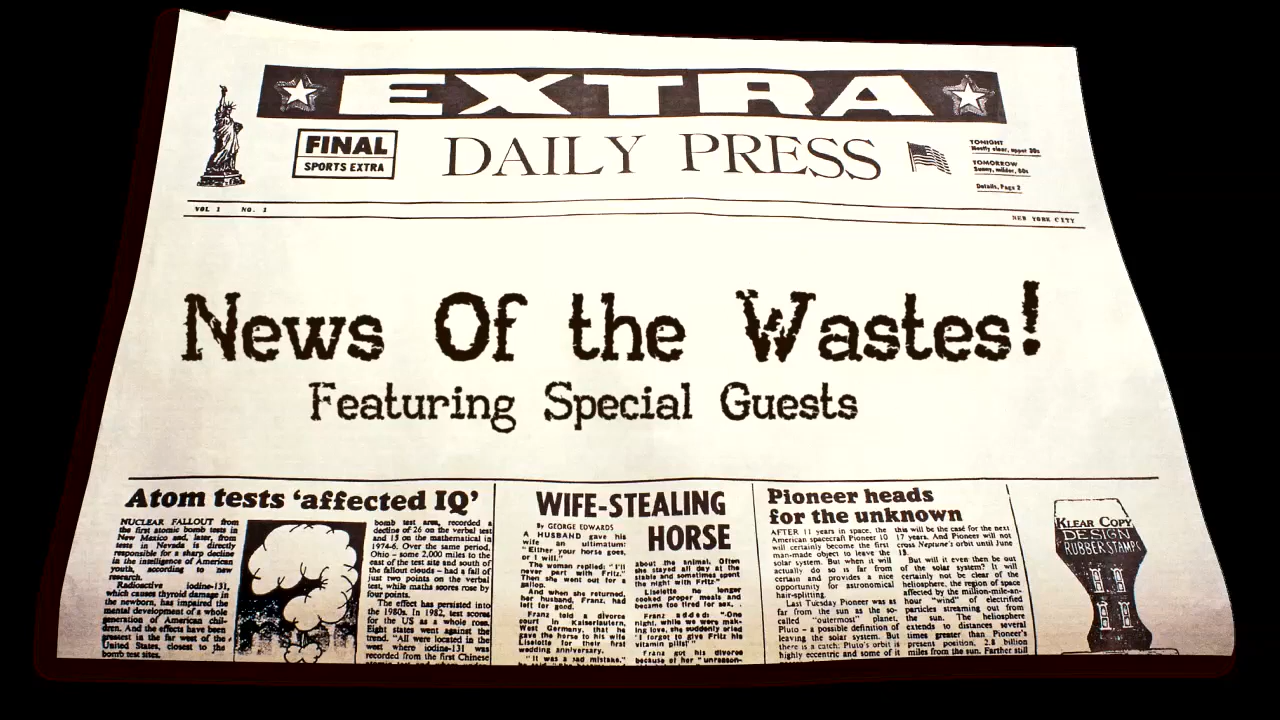 EXTRA
FINAL
SPORTS EXTRA
DAILY PRESS
TONIGHT
Mostly clear, upper 30s
TOMORROW
Sunny, milder, 50s
Details, Page 2
VOL 1 NO. 1
NEW YORK CITY
News Of the Wastes!
Featuring Special Guests
Atom tests ‘affected IQ’
NUCLEAR FALLOUT from
the first atomic bomb tests in
New Mexico and, later, from
tests in Nevada is directly
responsible for a sharp decline
in the intelligence of American
youth, according to new
research.
Radioactive iodine-131,
which causes thyroid damage in
the newborn, has impaired the
mental development of a whole
generation of American chil-
dren. And the effects have been
greatest in the far west of the
United States, closest to the
bomb test sites.
bomb test area, recorded a
decline of 26 on the verbal test
and 15 on the mathematical in
1974-6. Over the same period,
Ohio - some 2,000 miles to the
east of the test site and south of
the fallout clouds - had a fall of
just two points on the verbal
test, while maths scores rose by
four points.
The effect has persisted into
the 1980s. In 1982, test scores
for the US as a whole rose.
Eight states went against the
trend. "All were located in the
west where iodine-131 was
recorded from the first Chinese
WIFE-STEALING
HORSE
By GEORGE EDWARDS
A HUSBAND gave his
wife an ultimatum:
"Either your horse goes,
or I will."
The woman replied: "I'll
never part with Fritz."
Then she went out for a
gallop.
And when she returned,
her husband, Franz, had
left for good.
Franz told a divorce
court in Kaiserslautern,
West Germany, that he
gave the horse to his wife
Liselotte for their first
wedding anniversary.
"It was a sad mistake,"
about the animal. Often
she stayed all day at the
stable and sometimes spent
the night with Fritz."
Liselotte no longer
cooked proper meals and
became too tired for sex.
Franz added: "One
night, while we were mak-
ing love, she suddenly cried
'I forgot to give Fritz his
vitamin pills!'"
Franz got his divorce
because of her "unreason-
Pioneer heads
for the unknown
AFTER 11 years in space, the
American spacecraft Pioneer 10
will certainly become the first
man-made object to leave the
solar system. But when it will
actually do so is far from
certain and provides a nice
opportunity for astronomical
hair-splitting.
Last Tuesday Pioneer was as
far from the sun as the so-
called "outermost" planet,
Pluto - a possible definition of
leaving the solar system. But
there is a catch: Pluto's orbit is
highly eccentric and some of it
this will be the case for the next
17 years. And Pioneer will not
cross Neptune's orbit until June
13.
But will it even then be out
of the solar system? It will
certainly not be clear of the
heliosphere, the region of space
affected by the million-mile-an-
hour "wind" of electrified
particles streaming out from
the sun. The heliosphere
extends to distances several
times greater than Pioneer's
present position, 2.8 billion
miles from the sun. Farther still
KLEAR COPY
DESIGN
RUBBER STAMPS